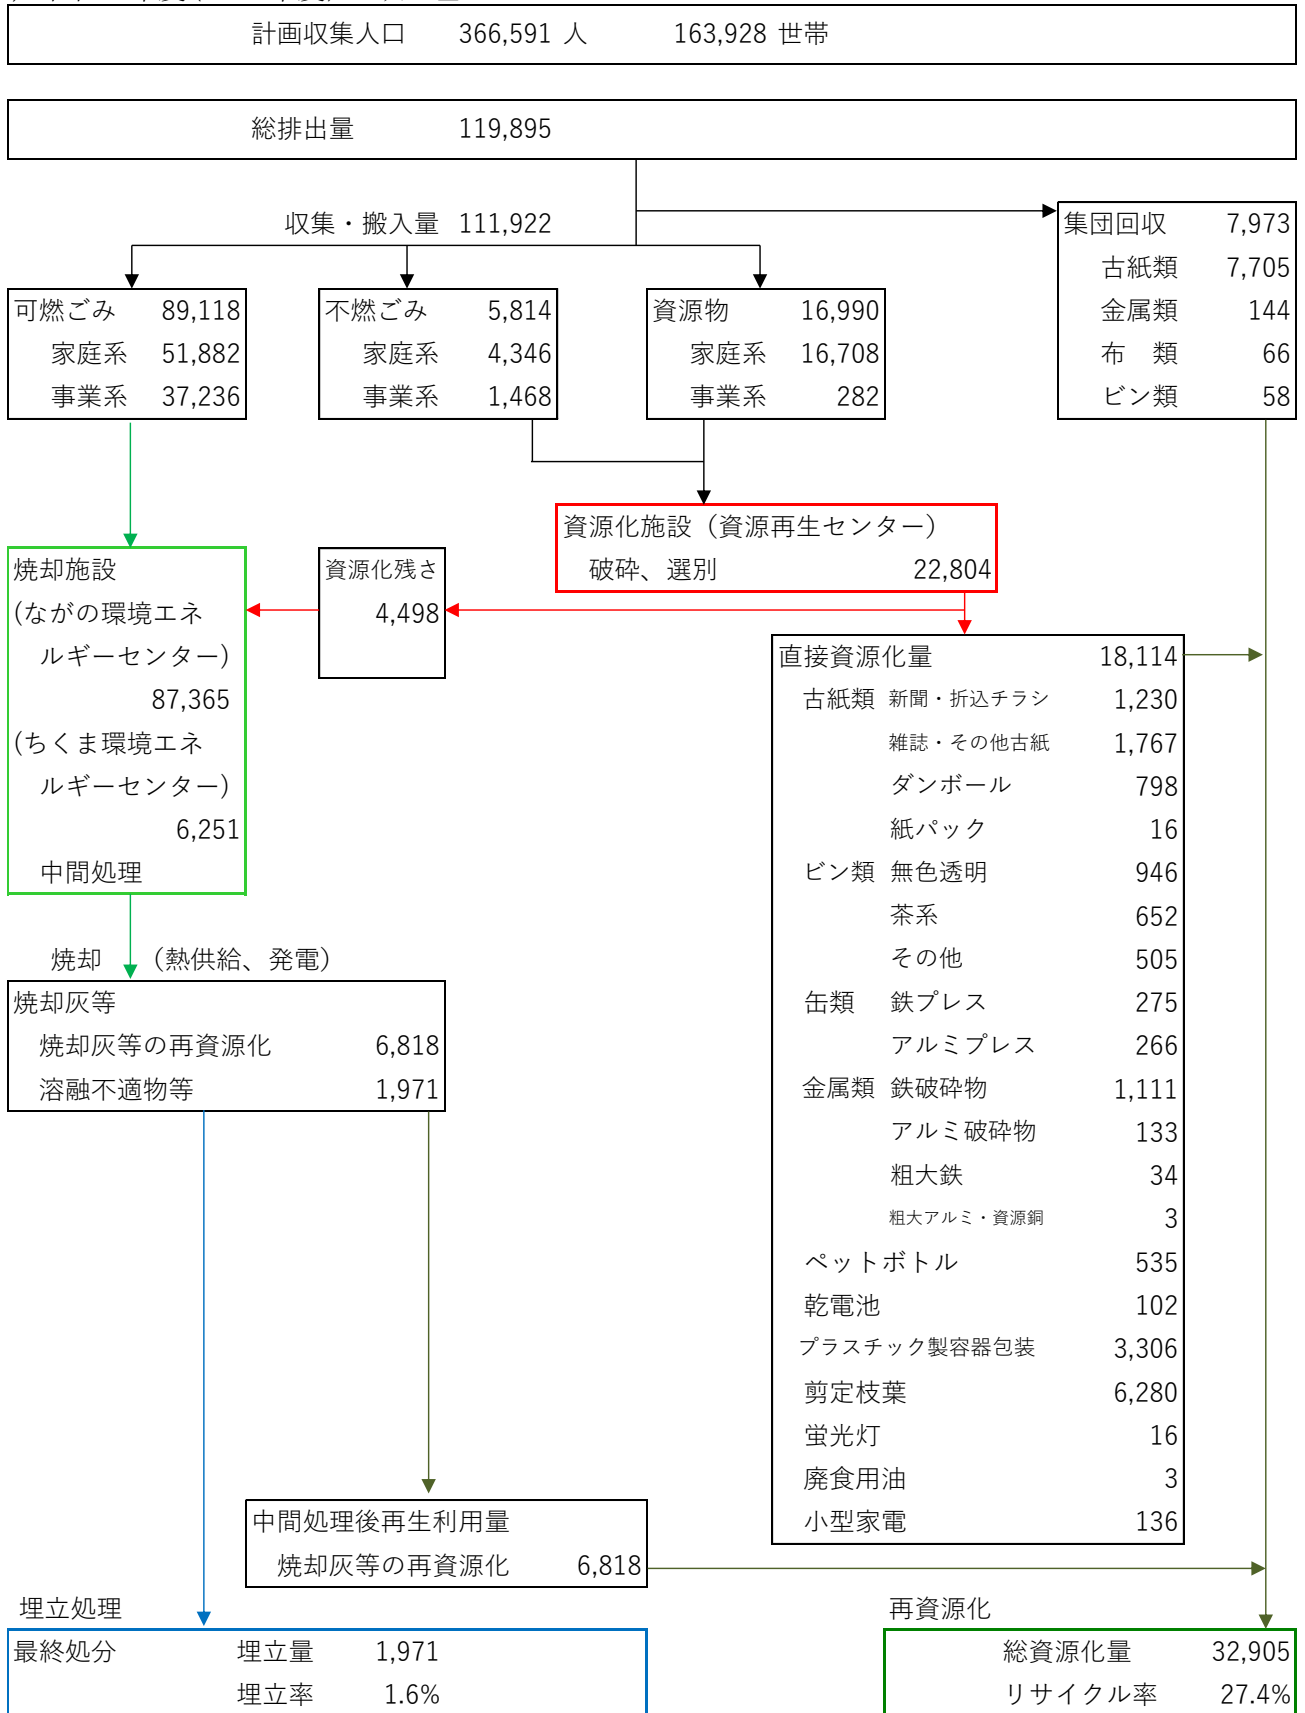 計画収集人口 366,591 人 163,928 世帯
総排出量 119,895
収集・搬入量 111,922
集団回収 7,973
古紙類 7,705
金属類 144
布 類 66
ビン類 58
可燃ごみ 89,118
家庭系 51,882
事業系 37,236
不燃ごみ 5,814
家庭系 4,346
事業系 1,468
資源物 16,990
家庭系 16,708
事業系 282
資源化施設（資源再生センター）
破砕、選別 22,804
資源化残さ
4,498
焼却施設
(ながの環境エネ
ルギーセンター)
87,365
(ちくま環境エネ
ルギーセンター)
6,251
中間処理
直接資源化量 18,114
古紙類 新聞・折込チラシ 1,230
雑誌・その他古紙 1,767
ダンボール 798
紙パック 16
ビン類 無色透明 946
茶系 652
その他 505
缶類 鉄プレス 275
アルミプレス 266
金属類 鉄破砕物 1,111
アルミ破砕物 133
粗大鉄 34
粗大アルミ・資源銅 3
ペットボトル 535
乾電池 102
プラスチック製容器包装 3,306
剪定枝葉 6,280
蛍光灯 16
廃食用油 3
小型家電 136
焼却 （熱供給、発電）
焼却灰等
焼却灰等の再資源化 6,818
溶融不適物等 1,971
中間処理後再生利用量
焼却灰等の再資源化 6,818
埋立処理
最終処分 埋立量 1,971
埋立率 1.6%
再資源化
総資源化量 32,905
リサイクル率 27.4%